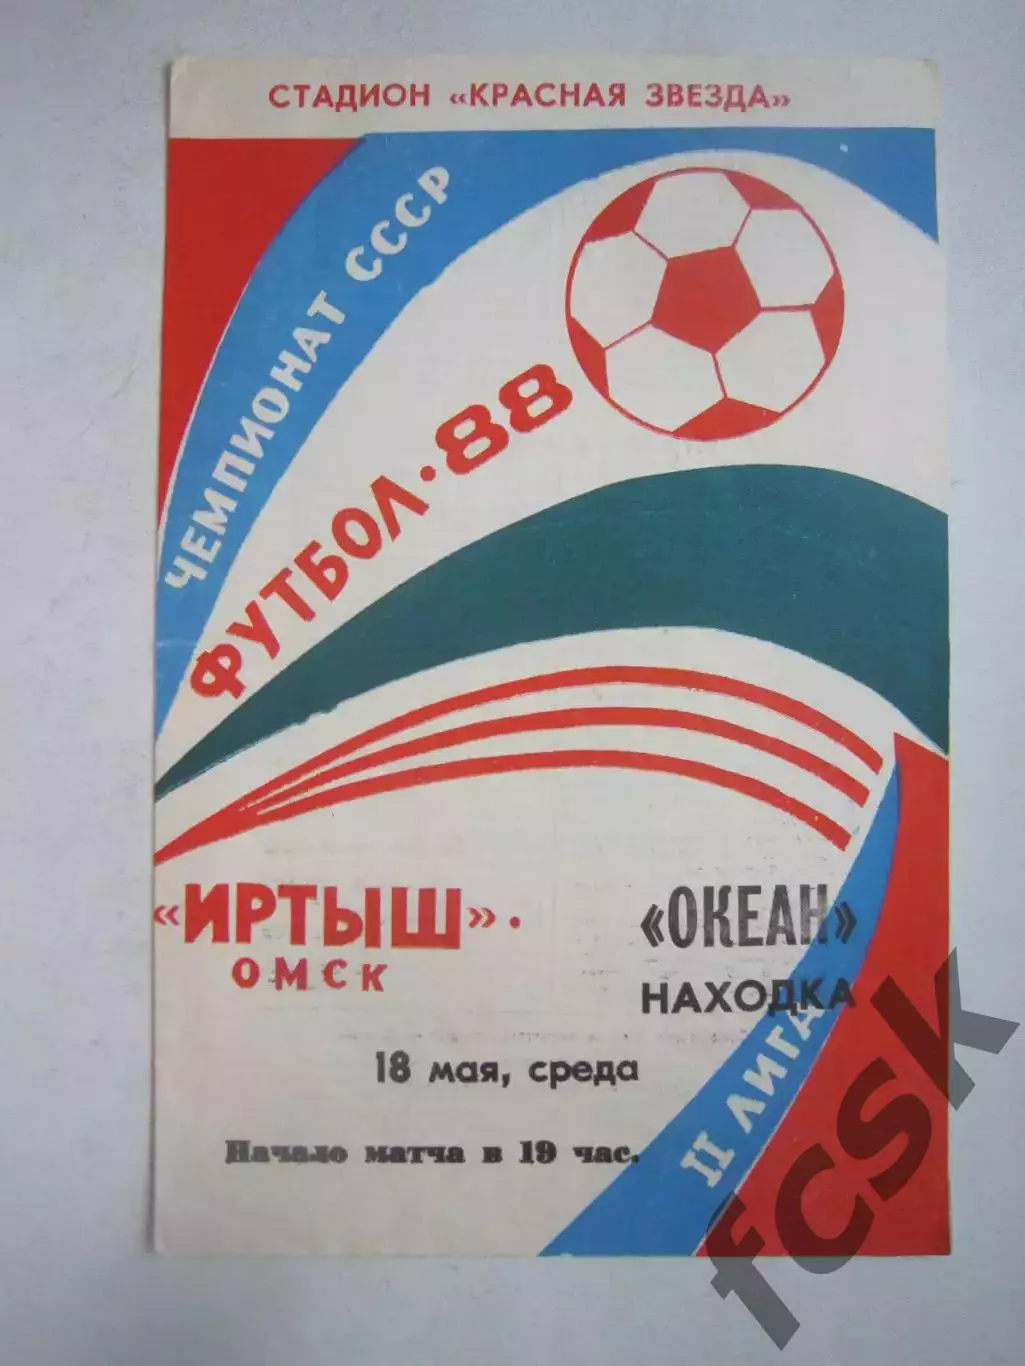 СТАДИОН «КРАСНАЯ ЗВЕЗДА»
ЧЕМПИОНАТ СССР
ФУТБОЛ·88
«ИРТЫШ»·
ОМСК
«ОКЕАН»
НАХОДКА
18 мая, среда
Начало матча в 19 час.
II ЛИГА
fcsk